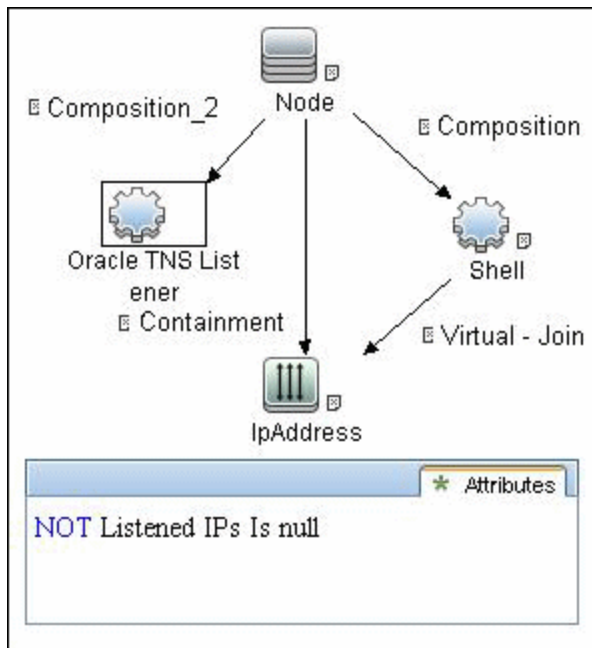 Node
Composition_2
Composition
Oracle TNS List
ener
Shell
Containment
Virtual - Join
IpAddress
Attributes
NOT Listened IPs Is null